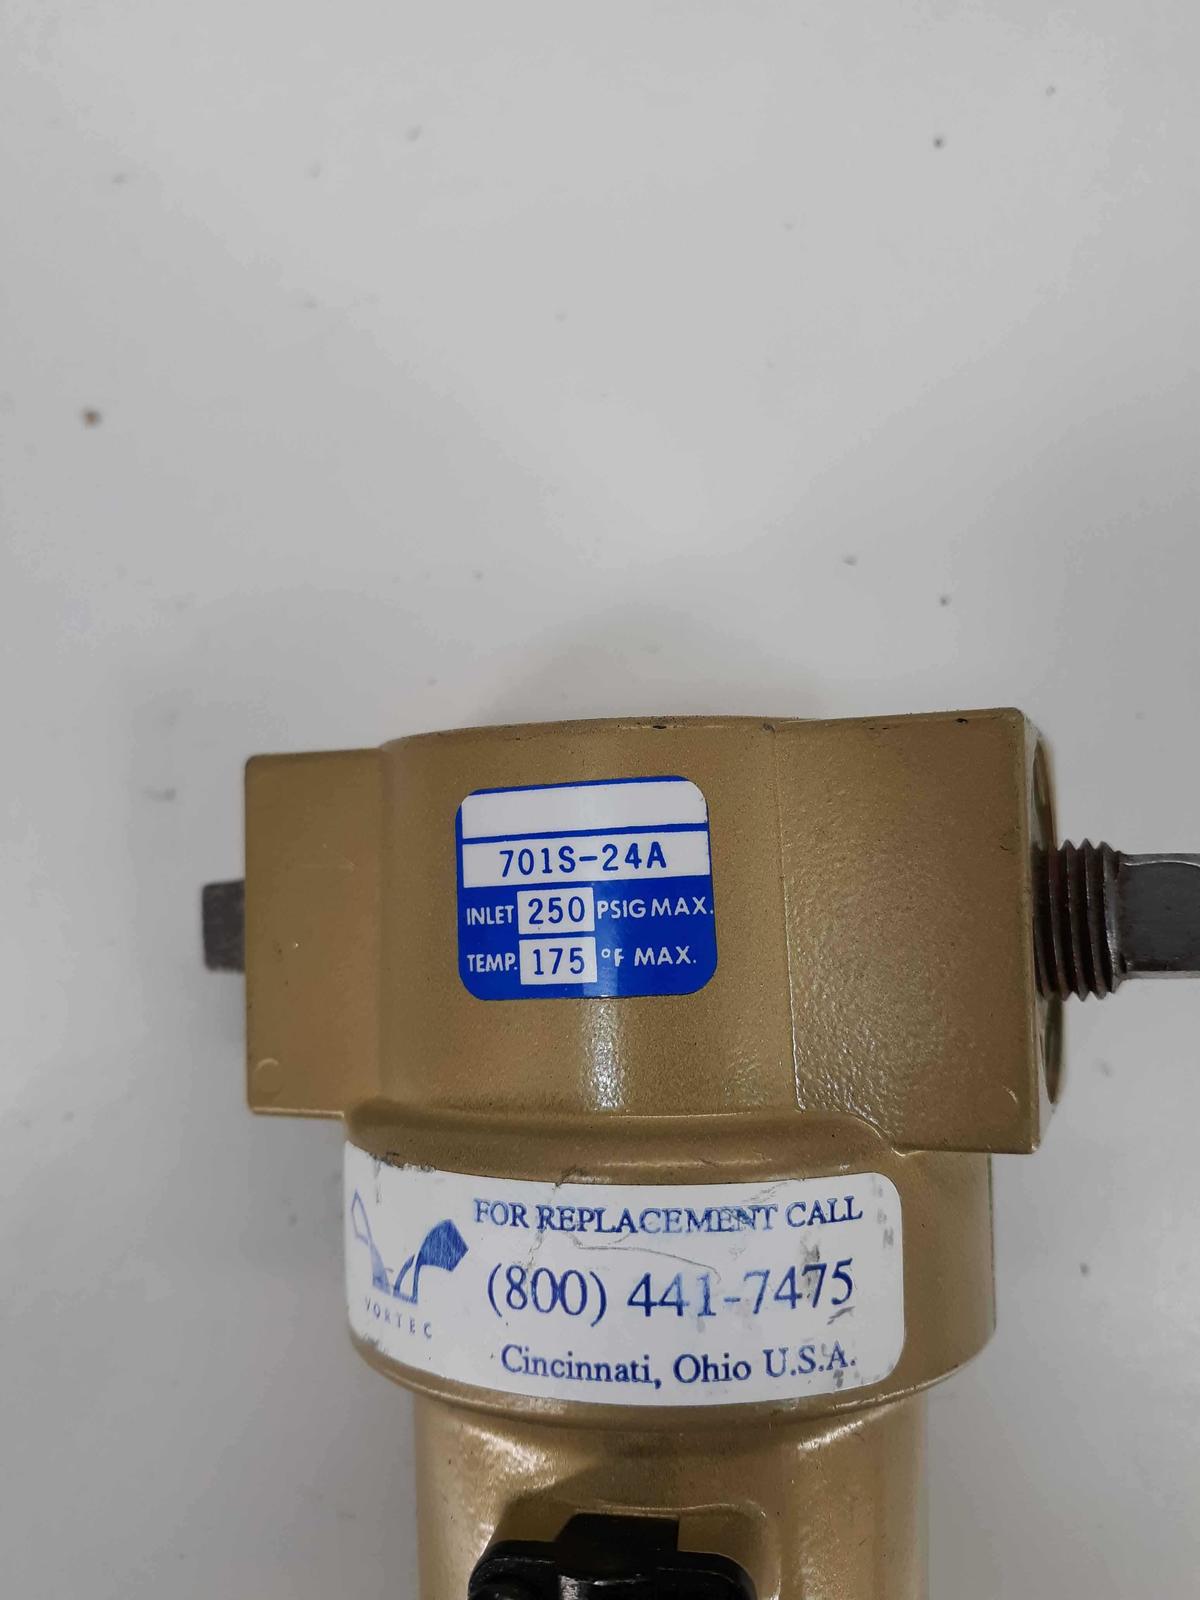 701S-24A
INLET 250 PSIG MAX.
TEMP. 175 °F MAX.
FOR REPLACEMENT CALL
(800) 441-7475
VORTEC
Cincinnati, Ohio U.S.A.